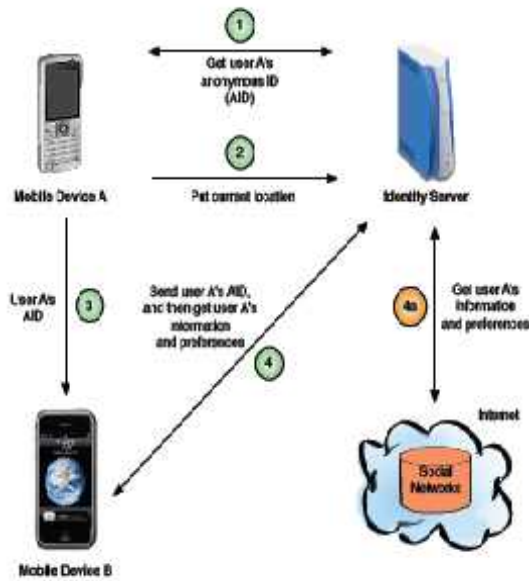 1
Get user A's
anonymous ID
(AID)
2
Mobile Device A
Put current location
Identity Server
User A's
AID
3
Send user A's AID,
and then get user A's
information
and preferences
4
4a
Get user A's
information
and preferences
Internet
Social
Networks
Mobile Device B